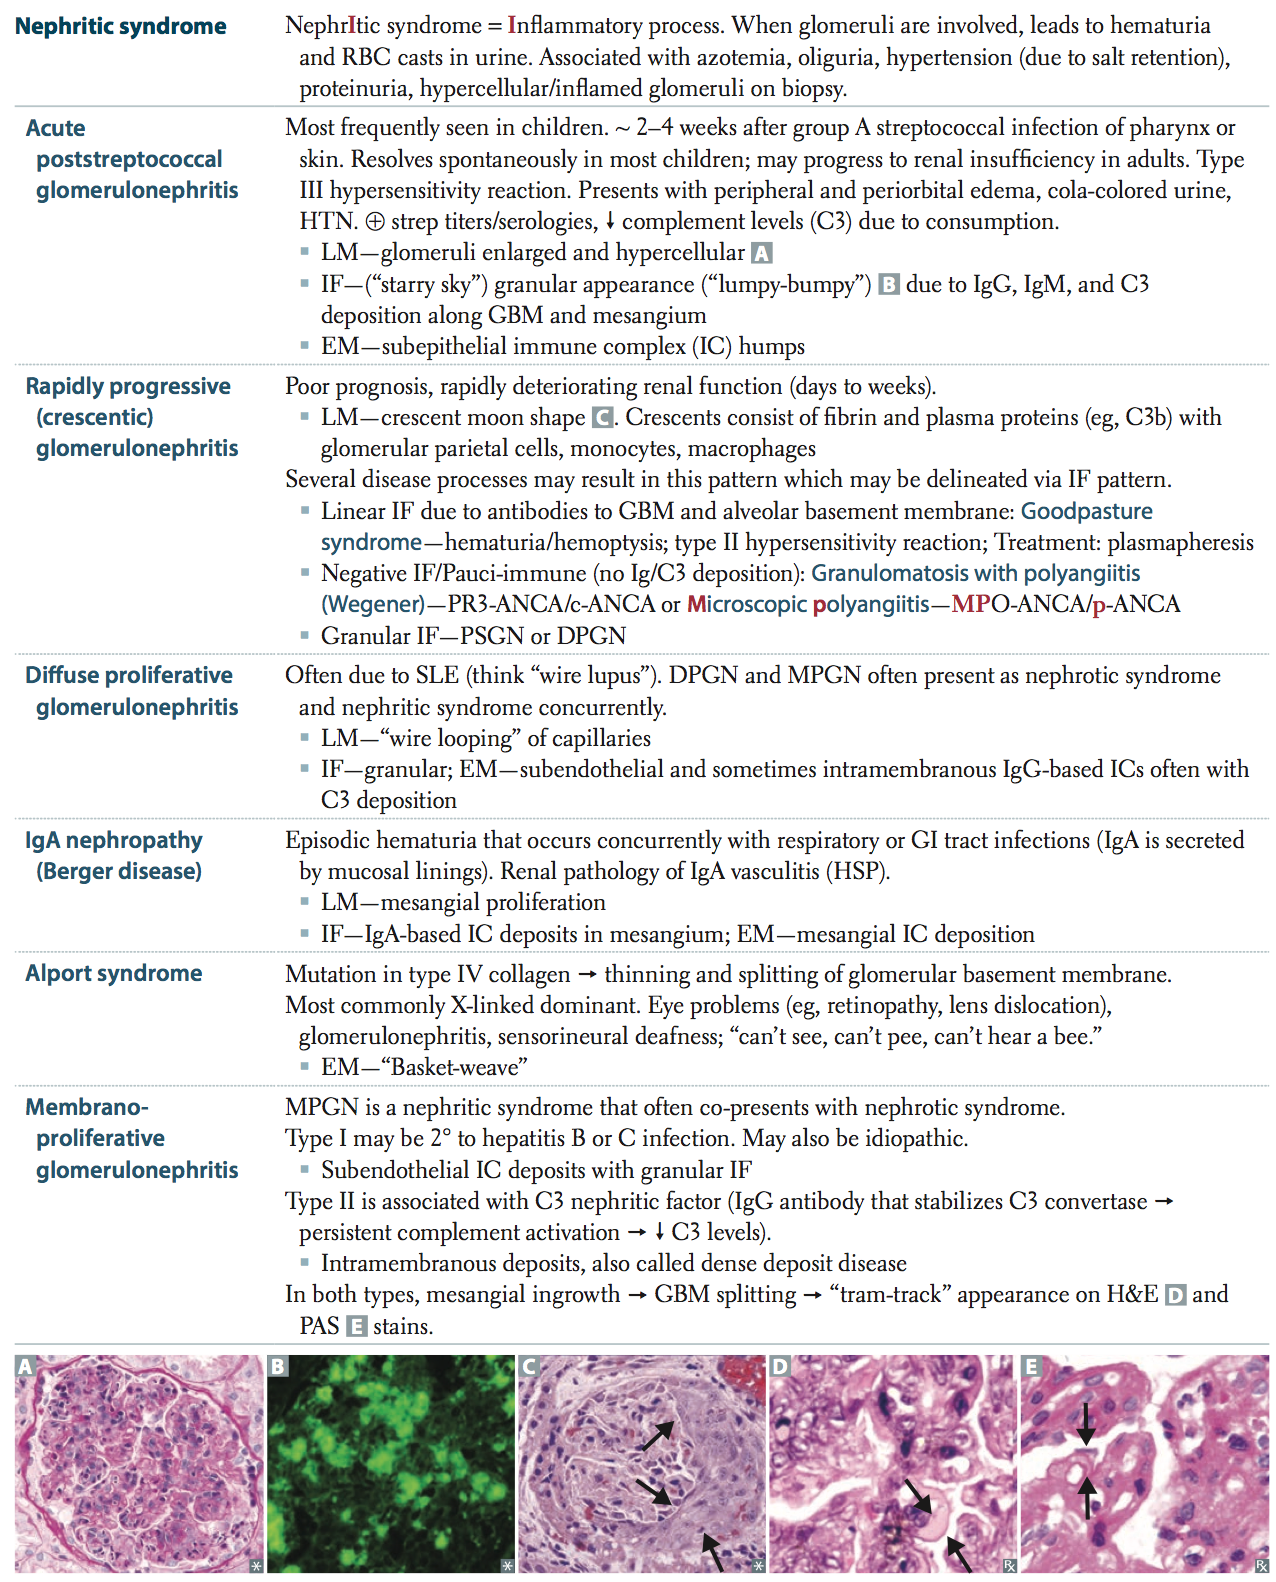 Nephritic syndrome
NephrItic syndrome = Inflammatory process. When glomeruli are involved, leads to hematuria
and RBC casts in urine. Associated with azotemia, oliguria, hypertension (due to salt retention),
proteinuria, hypercellular/inflamed glomeruli on biopsy.
Acute
poststreptococcal
glomerulonephritis
Most frequently seen in children. ~ 2–4 weeks after group A streptococcal infection of pharynx or
skin. Resolves spontaneously in most children; may progress to renal insufficiency in adults. Type
III hypersensitivity reaction. Presents with peripheral and periorbital edema, cola-colored urine,
HTN. ⊕ strep titers/serologies, ↓ complement levels (C3) due to consumption.
▪ LM—glomeruli enlarged and hypercellular A
▪ IF—(“starry sky”) granular appearance (“lumpy-bumpy”) B due to IgG, IgM, and C3
deposition along GBM and mesangium
▪ EM—subepithelial immune complex (IC) humps
Rapidly progressive
(crescentic)
glomerulonephritis
Poor prognosis, rapidly deteriorating renal function (days to weeks).
▪ LM—crescent moon shape C. Crescents consist of fibrin and plasma proteins (eg, C3b) with
glomerular parietal cells, monocytes, macrophages
Several disease processes may result in this pattern which may be delineated via IF pattern.
▪ Linear IF due to antibodies to GBM and alveolar basement membrane: Goodpasture
syndrome—hematuria/hemoptysis; type II hypersensitivity reaction; Treatment: plasmapheresis
▪ Negative IF/Pauci-immune (no Ig/C3 deposition): Granulomatosis with polyangiitis
(Wegener)—PR3-ANCA/c-ANCA or Microscopic polyangiitis—MPO-ANCA/p-ANCA
▪ Granular IF—PSGN or DPGN
Diffuse proliferative
glomerulonephritis
Often due to SLE (think “wire lupus”). DPGN and MPGN often present as nephrotic syndrome
and nephritic syndrome concurrently.
▪ LM—“wire looping” of capillaries
▪ IF—granular; EM—subendothelial and sometimes intramembranous IgG-based ICs often with
C3 deposition
IgA nephropathy
(Berger disease)
Episodic hematuria that occurs concurrently with respiratory or GI tract infections (IgA is secreted
by mucosal linings). Renal pathology of IgA vasculitis (HSP).
▪ LM—mesangial proliferation
▪ IF—IgA-based IC deposits in mesangium; EM—mesangial IC deposition
Alport syndrome
Mutation in type IV collagen → thinning and splitting of glomerular basement membrane.
Most commonly X-linked dominant. Eye problems (eg, retinopathy, lens dislocation),
glomerulonephritis, sensorineural deafness; “can’t see, can’t pee, can’t hear a bee.”
▪ EM—“Basket-weave”
Membrano-
proliferative
glomerulonephritis
MPGN is a nephritic syndrome that often co-presents with nephrotic syndrome.
Type I may be 2° to hepatitis B or C infection. May also be idiopathic.
▪ Subendothelial IC deposits with granular IF
Type II is associated with C3 nephritic factor (IgG antibody that stabilizes C3 convertase →
persistent complement activation → ↓ C3 levels).
▪ Intramembranous deposits, also called dense deposit disease
In both types, mesangial ingrowth → GBM splitting → “tram-track” appearance on H&E D and
PAS E stains.
A B C D E
* * * ℞ ℞